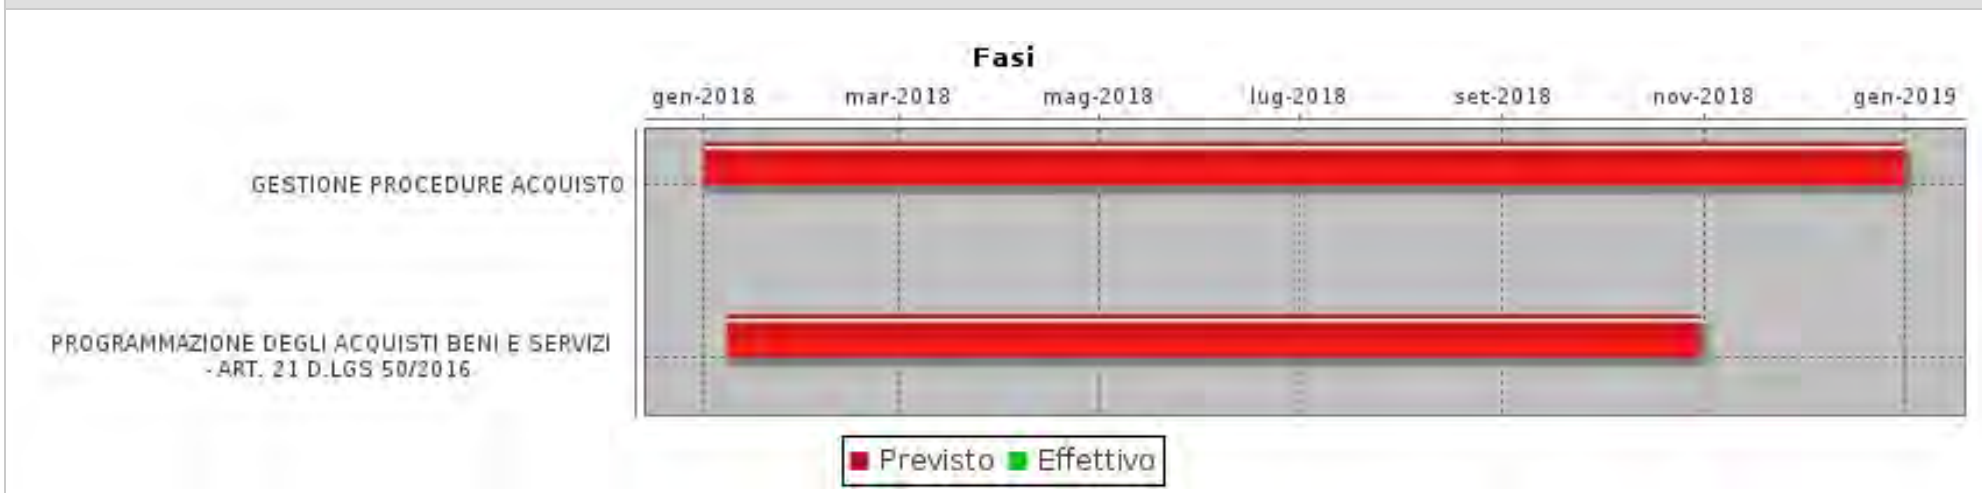 Fasi
gen-2018 mar-2018 mag-2018 lug-2018 set-2018 nov-2018 gen-2019
GESTIONE PROCEDURE ACQUISTO
PROGRAMMAZIONE DEGLI ACQUISTI BENI E SERVIZI
- ART. 21 D.LGS 50/2016
Previsto Effettivo